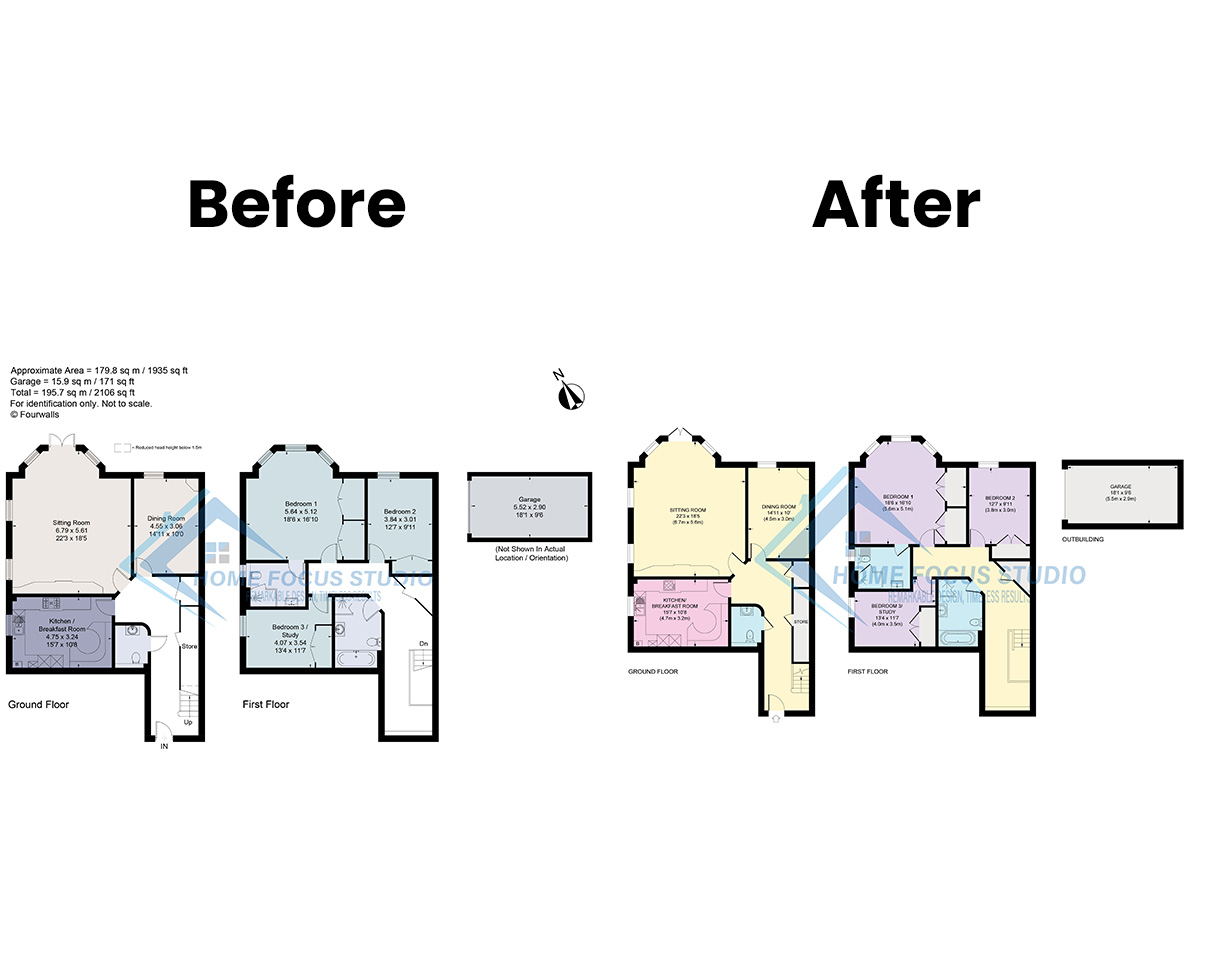 Before
After
Approximate Area = 179.8 sq m / 1935 sq ft
Garage = 15.9 sq m / 171 sq ft
Total = 195.7 sq m / 2106 sq ft
For identification only. Not to scale.
© Fourwalls
N
= Reduced head height below 1.5m
Sitting Room
6.79 x 5.61
22'3 x 18'5
Dining Room
4.55 x 3.06
14'11 x 10'0
Kitchen /
Breakfast Room
4.75 x 3.24
15'7 x 10'8
Store
Up
IN
Ground Floor
Bedroom 1
5.64 x 5.12
18'6 x 16'10
Bedroom 2
3.84 x 3.01
12'7 x 9'11
Bedroom 3 /
Study
4.07 x 3.54
13'4 x 11'7
Dn
First Floor
Garage
5.52 x 2.90
18'1 x 9'6
(Not Shown In Actual
Location / Orientation)
HOME FOCUS STUDIO
REMARKABLE DESIGN, TIMELESS RESULTS
SITTING ROOM
22'3 x 18'5
(6.7m x 5.6m)
DINING ROOM
14'11 x 10'
(4.5m x 3.0m)
KITCHEN/
BREAKFAST ROOM
15'7 x 10'8
(4.7m x 3.2m)
STORE
GROUND FLOOR
BEDROOM 1
18'6 x 16'10
(5.6m x 5.1m)
BEDROOM 2
12'7 x 9'11
(3.8m x 3.0m)
BEDROOM 3/
STUDY
13'4 x 11'7
(4.0m x 3.5m)
FIRST FLOOR
GARAGE
18'1 x 9'6
(5.5m x 2.9m)
OUTBUILDING
HOME FOCUS STUDIO
REMARKABLE DESIGN, TIMELESS RESULTS